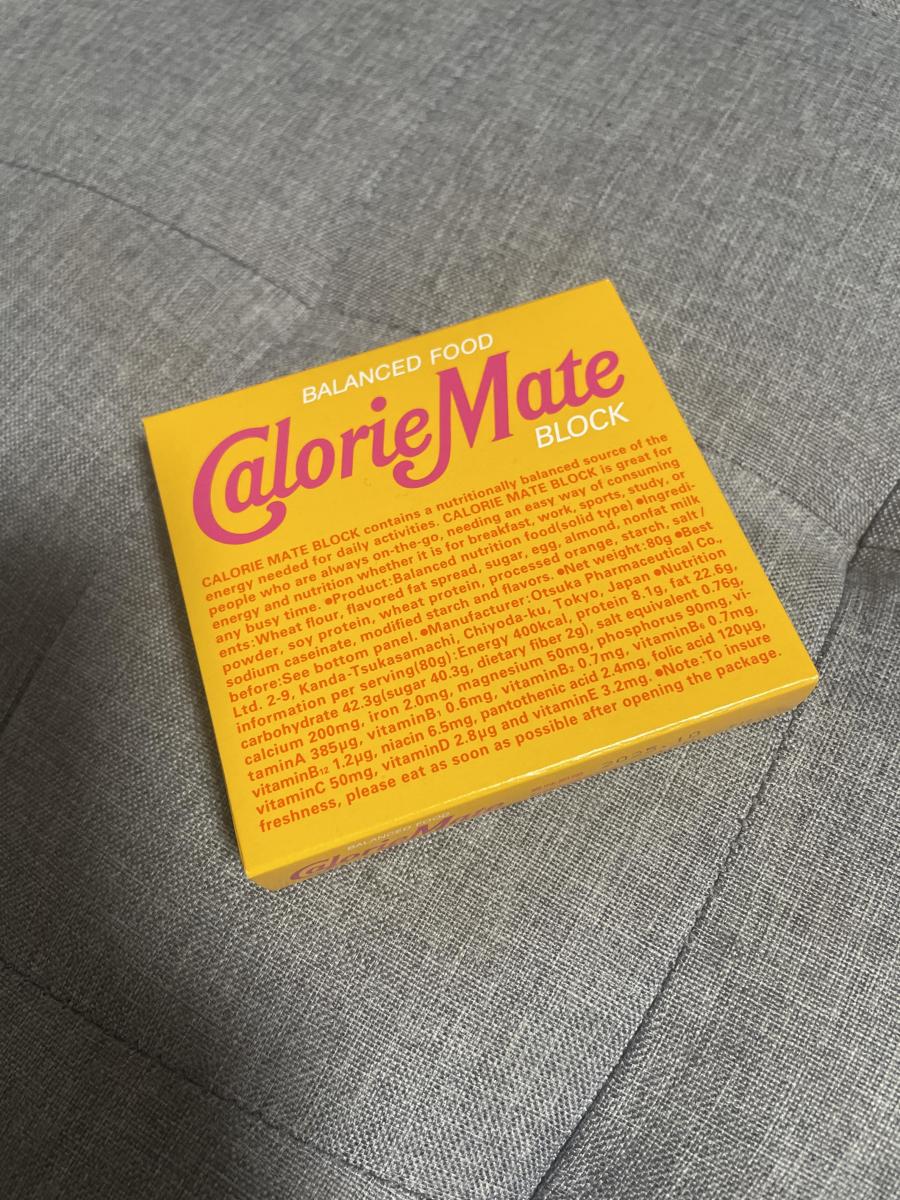 BALANCED FOOD
CalorieMate
BLOCK
CALORIE MATE BLOCK contains a nutritionally balanced source of the
energy needed for daily activities. CALORIE MATE BLOCK is great for
people who are always on-the-go, needing an easy way of consuming
energy and nutrition whether it is for breakfast, work, sports, study, or
any busy time. ●Product:Balanced nutrition food(solid type) ●Ingredi-
ents:Wheat flour, flavored fat spread, sugar, egg, almond, nonfat milk
powder, soy protein, wheat protein, processed orange, starch, salt/
sodium caseinate, modified starch and flavors. ●Net weight:80g ●Best
before:See bottom panel. ●Manufacturer:Otsuka Pharmaceutical Co.,
Ltd. 2-9, Kanda-Tsukasamachi, Chiyoda-ku, Tokyo, Japan ●Nutrition
information per serving(80g):Energy 400kcal, protein 8.1g, fat 22.6g,
carbohydrate 42.3g(sugar 40.3g, dietary fiber 2g), salt equivalent 0.76g,
calcium 200mg, iron 2.0mg, magnesium 50mg, phosphorus 90mg, vi-
taminA 385μg, vitaminB₁ 0.6mg, vitaminB₂ 0.7mg, vitaminB₆ 0.7mg,
vitaminB₁₂ 1.2μg, niacin 6.5mg, pantothenic acid 2.4mg, folic acid 120μg,
vitaminC 50mg, vitaminD 2.8μg and vitaminE 3.2mg. ●Note:To insure
freshness, please eat as soon as possible after opening the package.
BALANCED FOOD
CalorieMate
2025.10